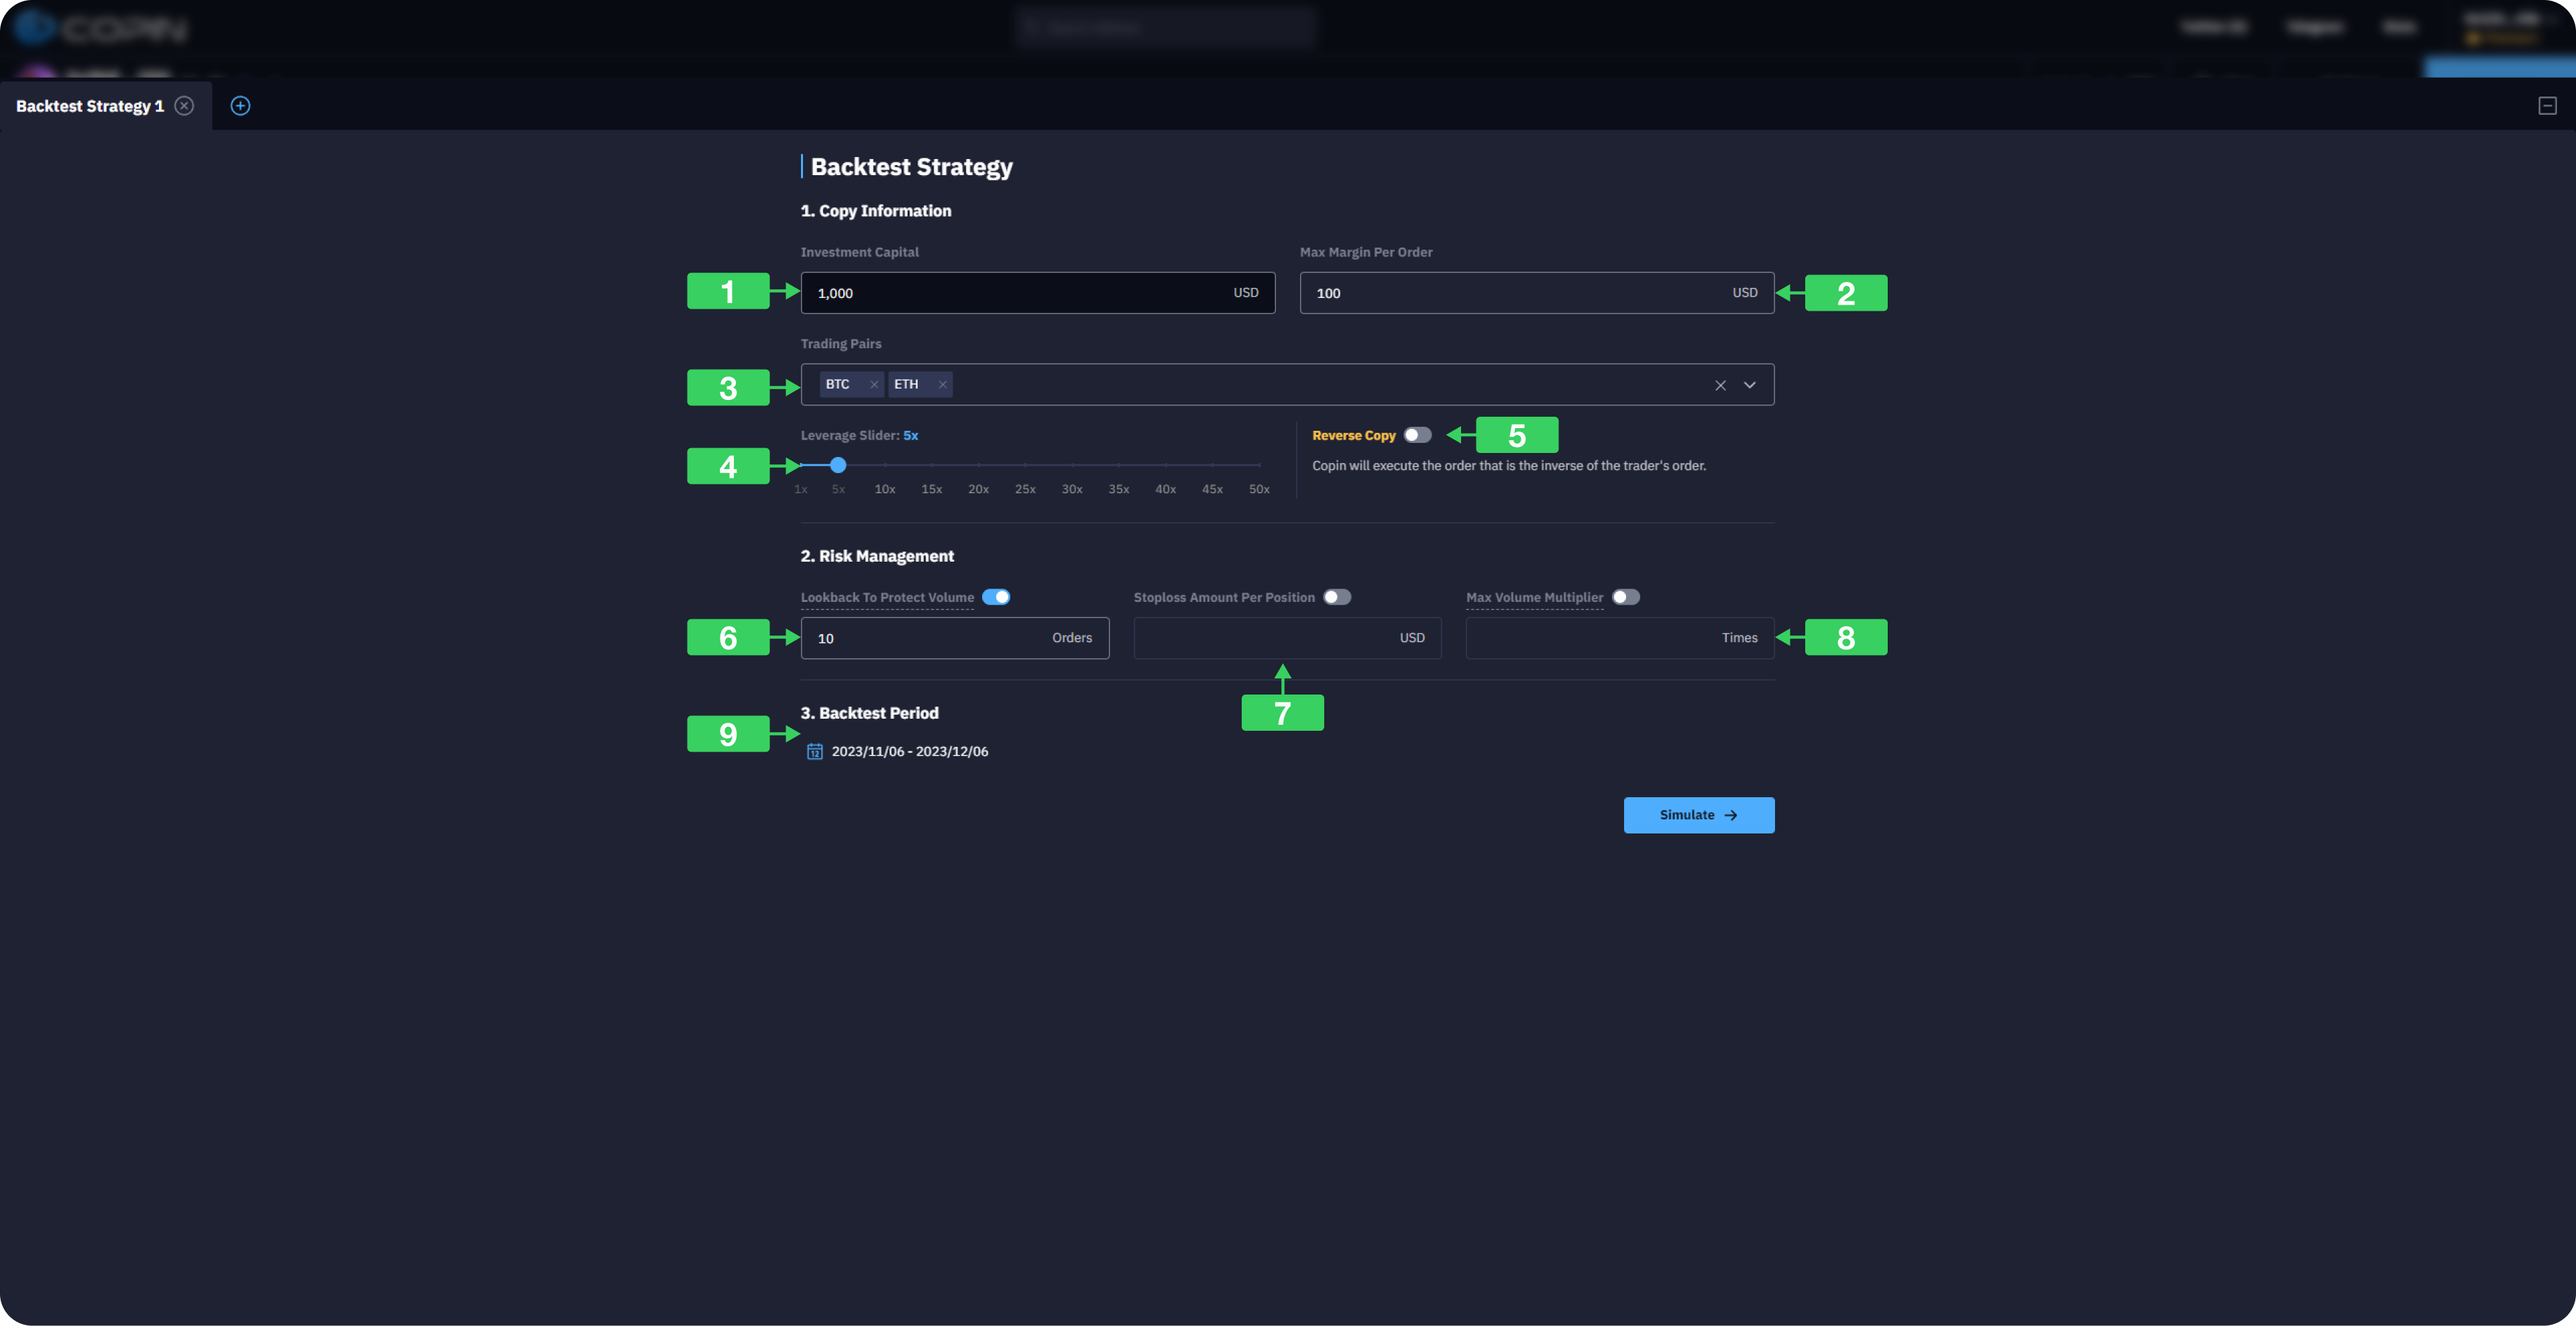 COPIN
Backtest Strategy 1
Backtest Strategy
1. Copy Information
Investment Capital Max Margin Per Order
1 1,000 USD 100 USD 2
Trading Pairs
3 BTC ETH
Leverage Slider: 5x Reverse Copy 5
4 Copin will execute the order that is the inverse of the trader's order.
1x 5x 10x 15x 20x 25x 30x 35x 40x 45x 50x
2. Risk Management
Lookback To Protect Volume Stoploss Amount Per Position Max Volume Multiplier
6 10 Orders USD Times 8
7
3. Backtest Period
9
12 2023/11/06 - 2023/12/06
Simulate